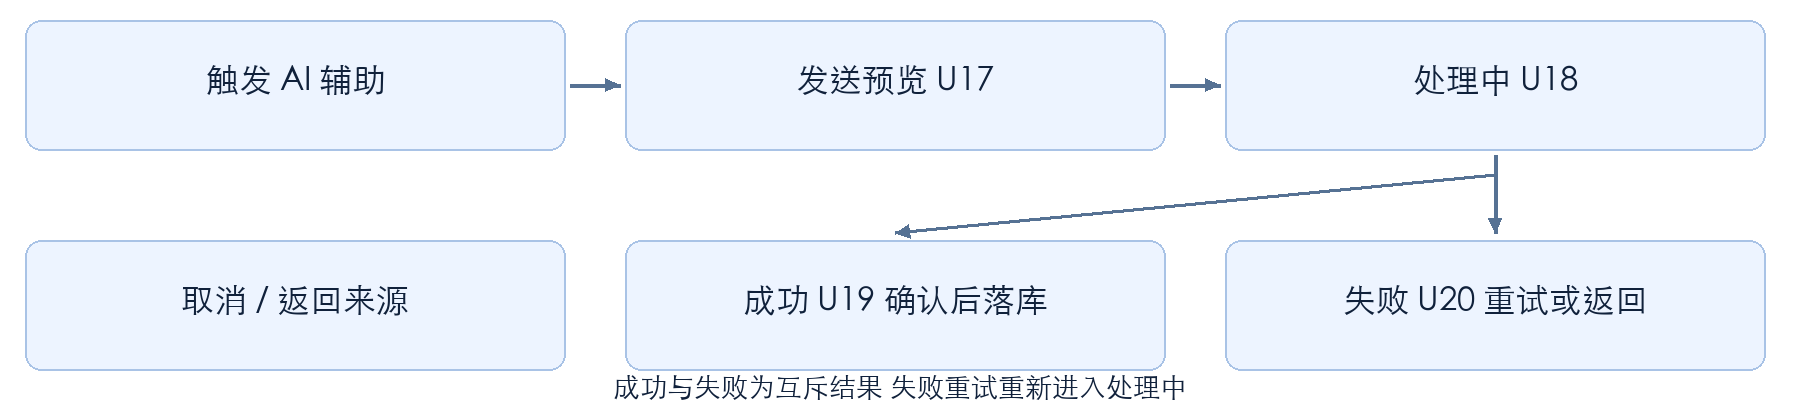 触发 AI 辅助
发送预览 U17
处理中 U18
取消 / 返回来源
成功 U19 确认后落库
失败 U20 重试或返回
成功与失败为互斥结果 失败重试重新进入处理中